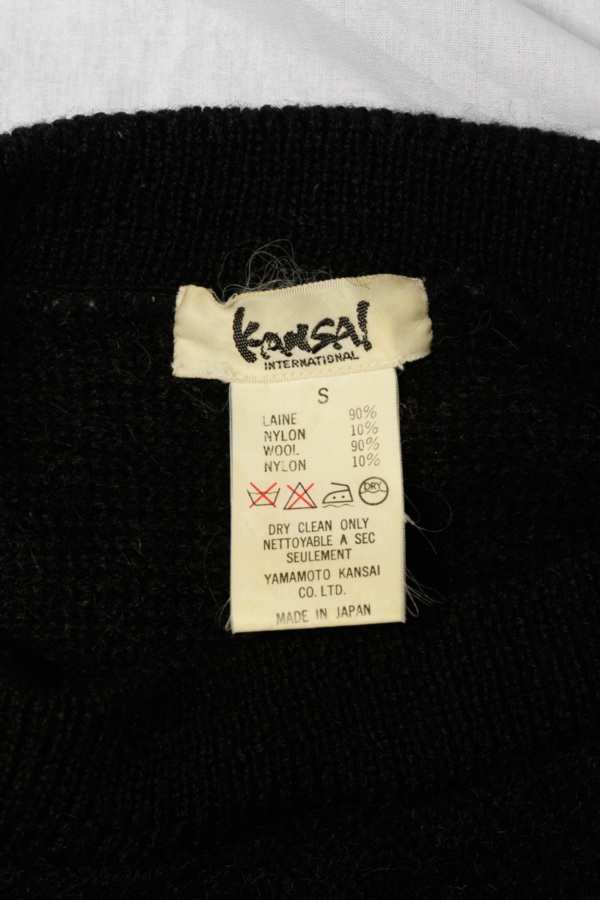 KANSAI
INTERNATIONAL
S
LAINE 90%
NYLON 10%
WOOL 90%
NYLON 10%
DRY
DRY CLEAN ONLY
NETTOYABLE A SEC
SEULEMENT
YAMAMOTO KANSAI
CO. LTD.
MADE IN JAPAN